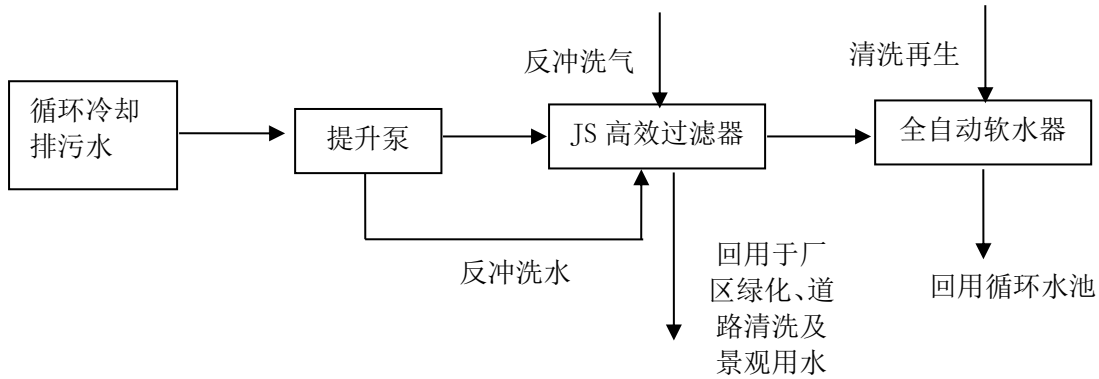 反冲洗气
清洗再生
循环冷却
排污水
提升泵
JS 高效过滤器
全自动软水器
反冲洗水
回用于厂
区绿化、道
路清洗及
景观用水
回用循环水池